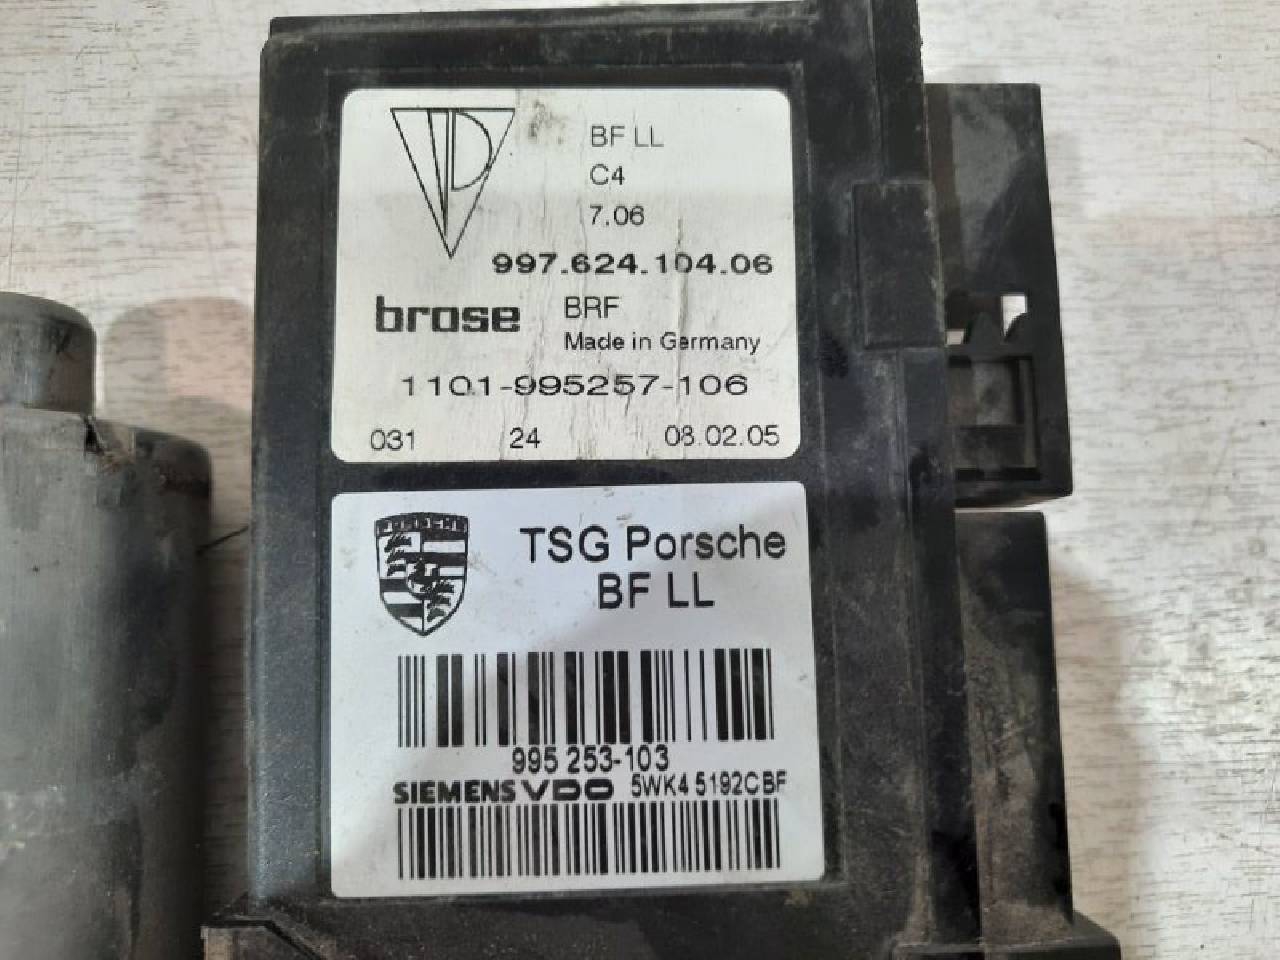 BF LL
C4
7.06
997.624.104.06
brose BRF
Made in Germany
1101-995257-106
031 24 08.02.05
PORSCHE
TSG Porsche
BF LL
995 253-103
SIEMENS VDO 5WK4 5192CBF